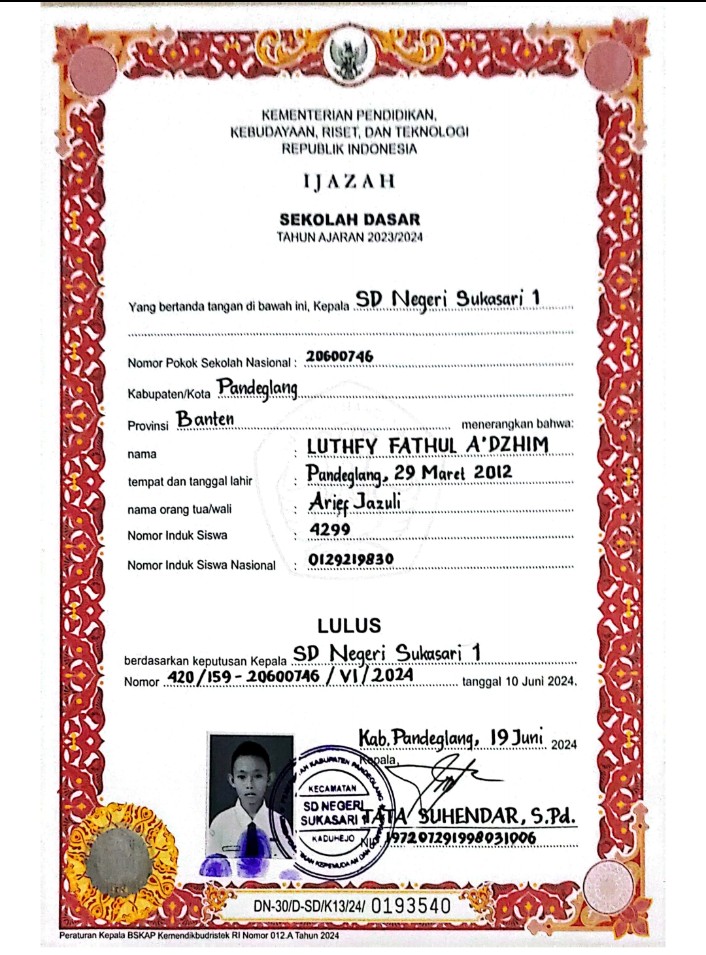 KEMENTERIAN PENDIDIKAN,
KEBUDAYAAN, RISET, DAN TEKNOLOGI
REPUBLIK INDONESIA
IJAZAH
SEKOLAH DASAR
TAHUN AJARAN 2023/2024
Yang bertanda tangan di bawah ini, Kepala SD Negeri Sukasari 1
Nomor Pokok Sekolah Nasional : 20600746
Kabupaten/Kota Pandeglang
Provinsi Banten menerangkan bahwa:
nama : LUTHFY FATHUL A'DZHIM
tempat dan tanggal lahir : Pandeglang, 29 Maret 2012
nama orang tua/wali : Arief Jazuli
Nomor Induk Siswa : 4299
Nomor Induk Siswa Nasional : 0129219830
LULUS
berdasarkan keputusan Kepala SD Negeri Sukasari 1
Nomor 420/159-20600746/VI/2024 tanggal 10 Juni 2024.
Kab. Pandeglang, 19 Juni 2024
Kepala,
KABUPATEN PANDEGLANG
KECAMATAN
SD NEGERI
SUKASARI 1
KADUHEJO
TATA SUHENDAR, S.Pd.
NIP. 197207291998031006
DN-30/D-SD/K13/24/ 0193540
Peraturan Kepala BSKAP Kemendikbudristek RI Nomor 012.A Tahun 2024